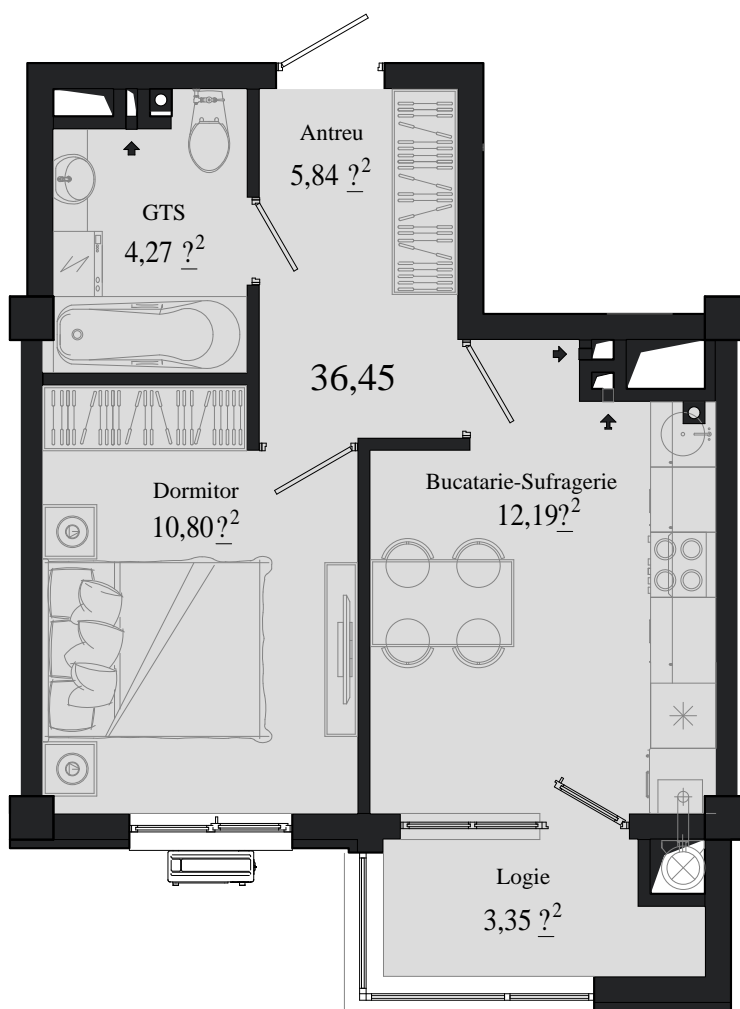 Antreu
5,84 ?²
GTS
4,27 ?²
36,45
Dormitor
10,80?²
Bucatarie-Sufragerie
12,19?²
Logie
3,35 ?²